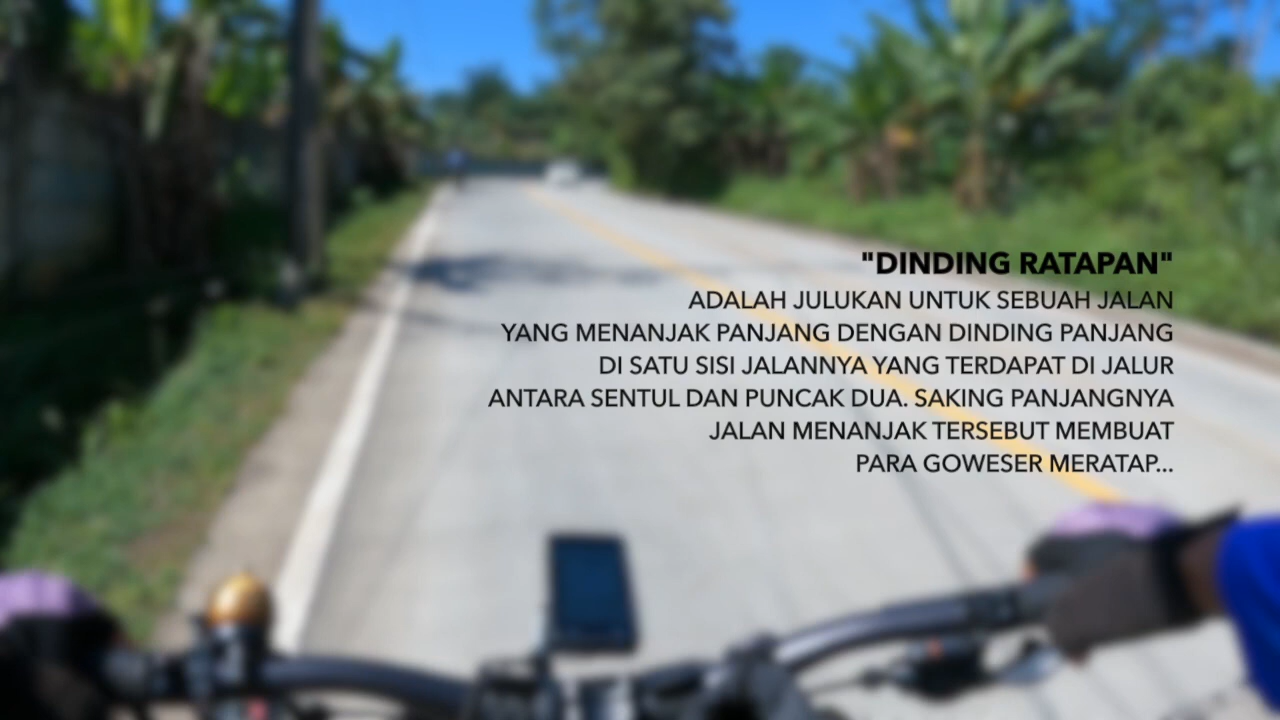 "DINDING RATAPAN"
ADALAH JULUKAN UNTUK SEBUAH JALAN
YANG MENANJAK PANJANG DENGAN DINDING PANJANG
DI SATU SISI JALANNYA YANG TERDAPAT DI JALUR
ANTARA SENTUL DAN PUNCAK DUA. SAKING PANJANGNYA
JALAN MENANJAK TERSEBUT MEMBUAT
PARA GOWESER MERATAP...